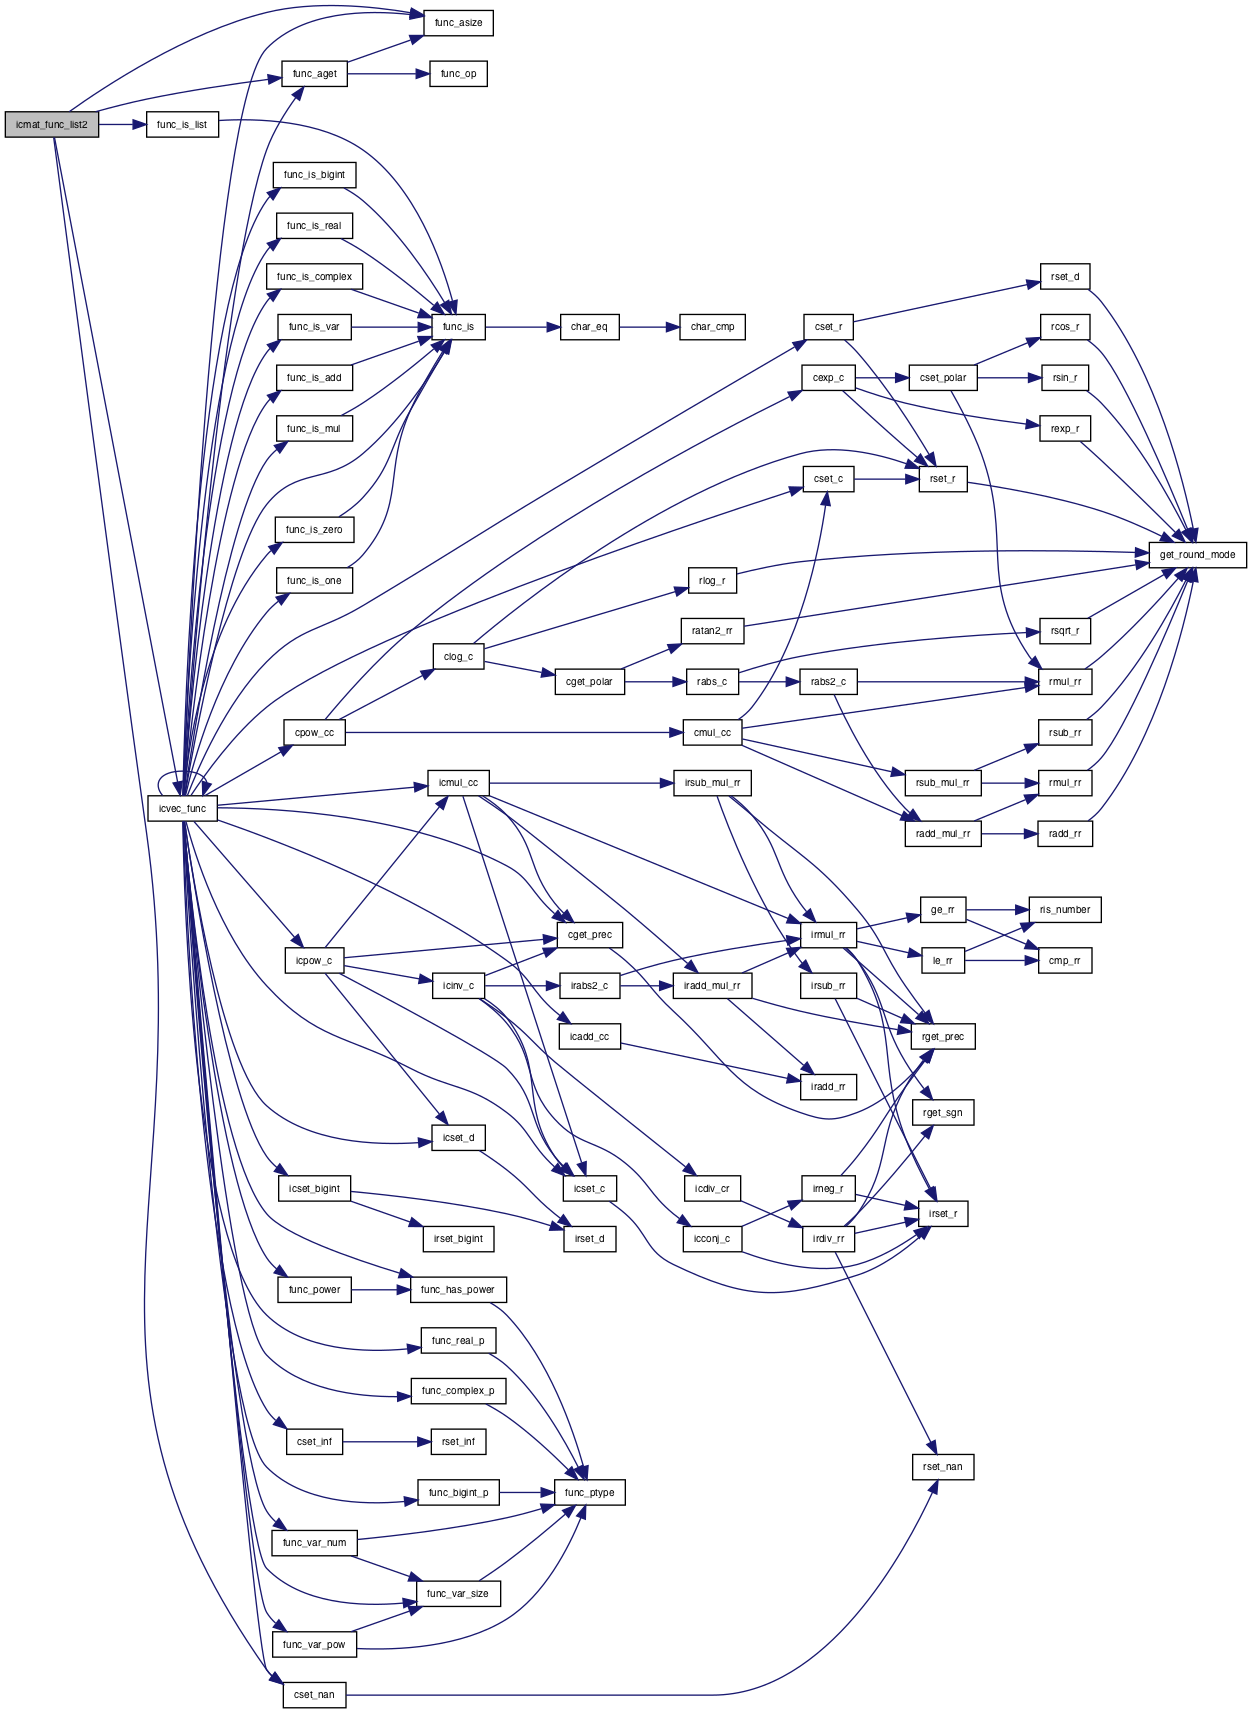 func_asize
func_aget
func_op
icmat_func_list2
func_is_list
func_is_bigint
func_is_real
func_is_complex
rset_d
func_is_var
func_is
char_eq
char_cmp
cset_r
rcos_r
func_is_add
cexp_c
cset_polar
rsin_r
func_is_mul
rexp_r
cset_c
rset_r
func_is_zero
get_round_mode
func_is_one
rlog_r
ratan2_rr
rsqrt_r
clog_c
cget_polar
rabs_c
rabs2_c
rmul_rr
cpow_cc
cmul_cc
rsub_rr
icmul_cc
irsub_mul_rr
rsub_mul_rr
rmul_rr
icvec_func
radd_mul_rr
radd_rr
ge_rr
ris_number
cget_prec
irmul_rr
icpow_c
le_rr
cmp_rr
icinv_c
irabs2_c
iradd_mul_rr
irsub_rr
icadd_cc
rget_prec
iradd_rr
rget_sgn
icset_d
icset_bigint
icset_c
icdiv_cr
irneg_r
irset_r
irset_bigint
irset_d
icconj_c
irdiv_rr
func_power
func_has_power
func_real_p
func_complex_p
cset_inf
rset_inf
rset_nan
func_bigint_p
func_ptype
func_var_num
func_var_size
func_var_pow
cset_nan